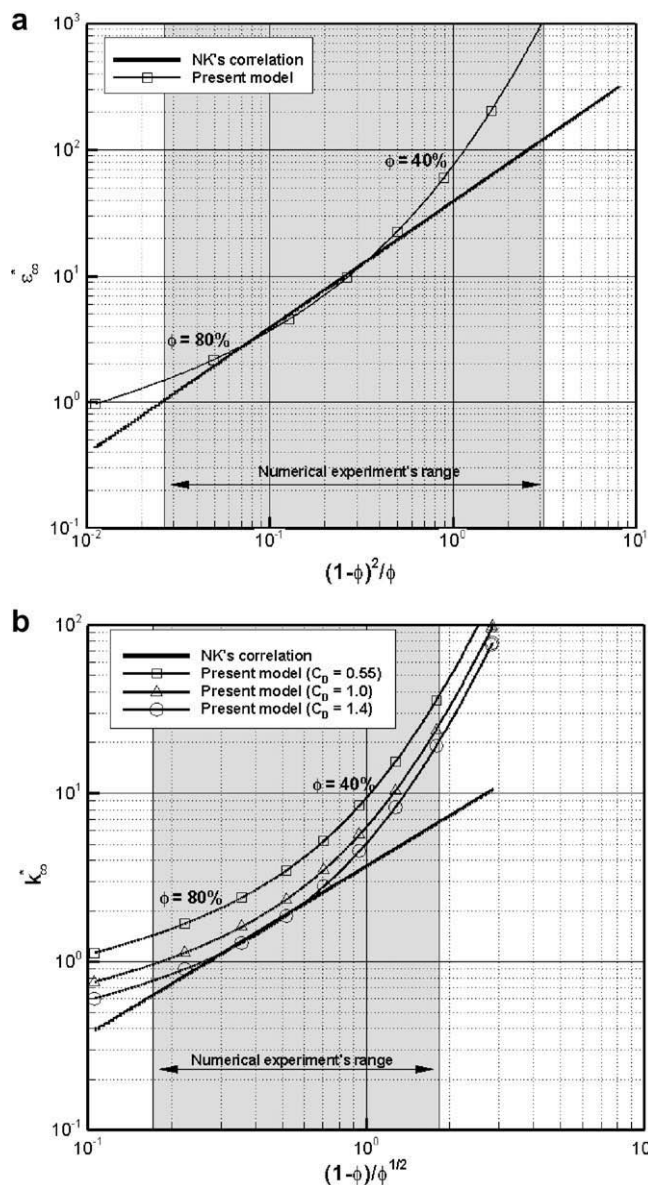 a
10³
NK's correlation
Present model
10²
ϕ = 40%
ε*∞
10¹
ϕ = 80%
10⁰
Numerical experiment's range
10⁻¹
10⁻² 10⁻¹ 10⁰ 10¹
(1-ϕ)²/ϕ
b
10²
NK's correlation
Present model (C_D = 0.55)
Present model (C_D = 1.0)
Present model (C_D = 1.4)
10¹
ϕ = 40%
k*∞
ϕ = 80%
10⁰
Numerical experiment's range
10⁻¹
10⁻¹ 10⁰ 10
(1-ϕ)/ϕ^1/2